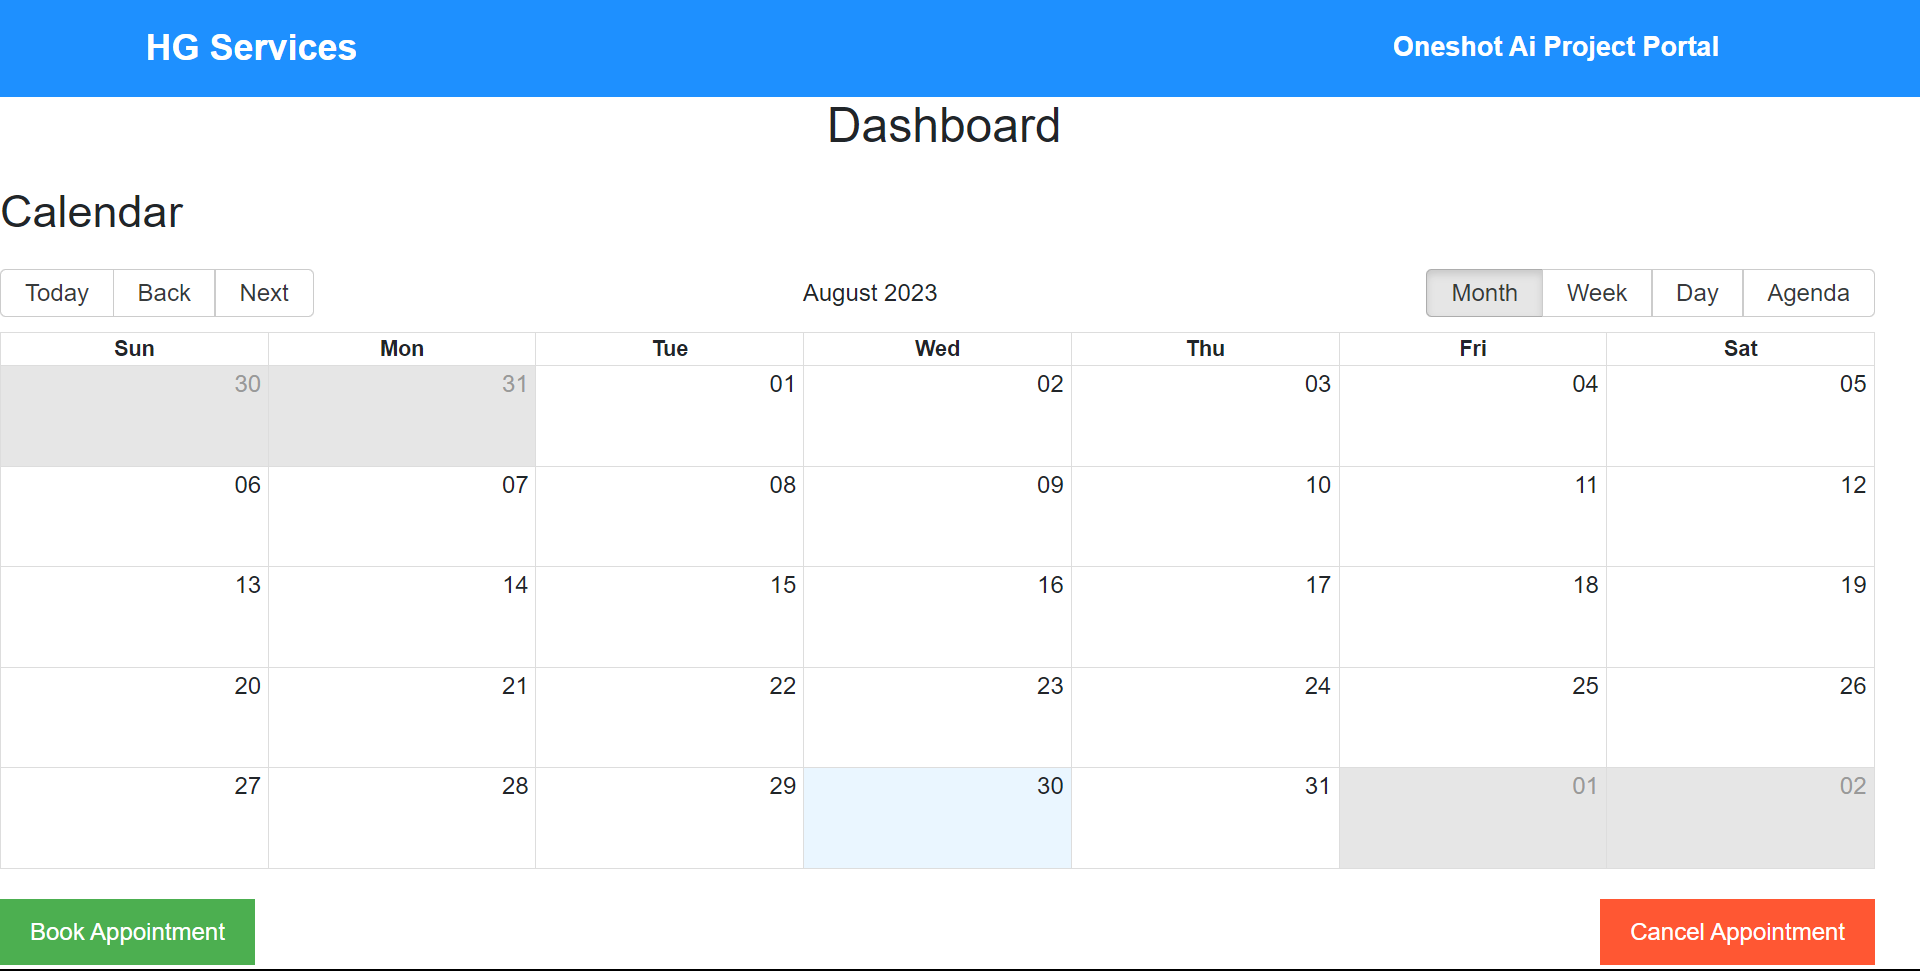 HG Services Oneshot Ai Project Portal
Dashboard
Calendar
Today Back Next August 2023 Month Week Day Agenda
Sun Mon Tue Wed Thu Fri Sat
30 31 01 02 03 04 05
06 07 08 09 10 11 12
13 14 15 16 17 18 19
20 21 22 23 24 25 26
27 28 29 30 31 01 02
Book Appointment Cancel Appointment